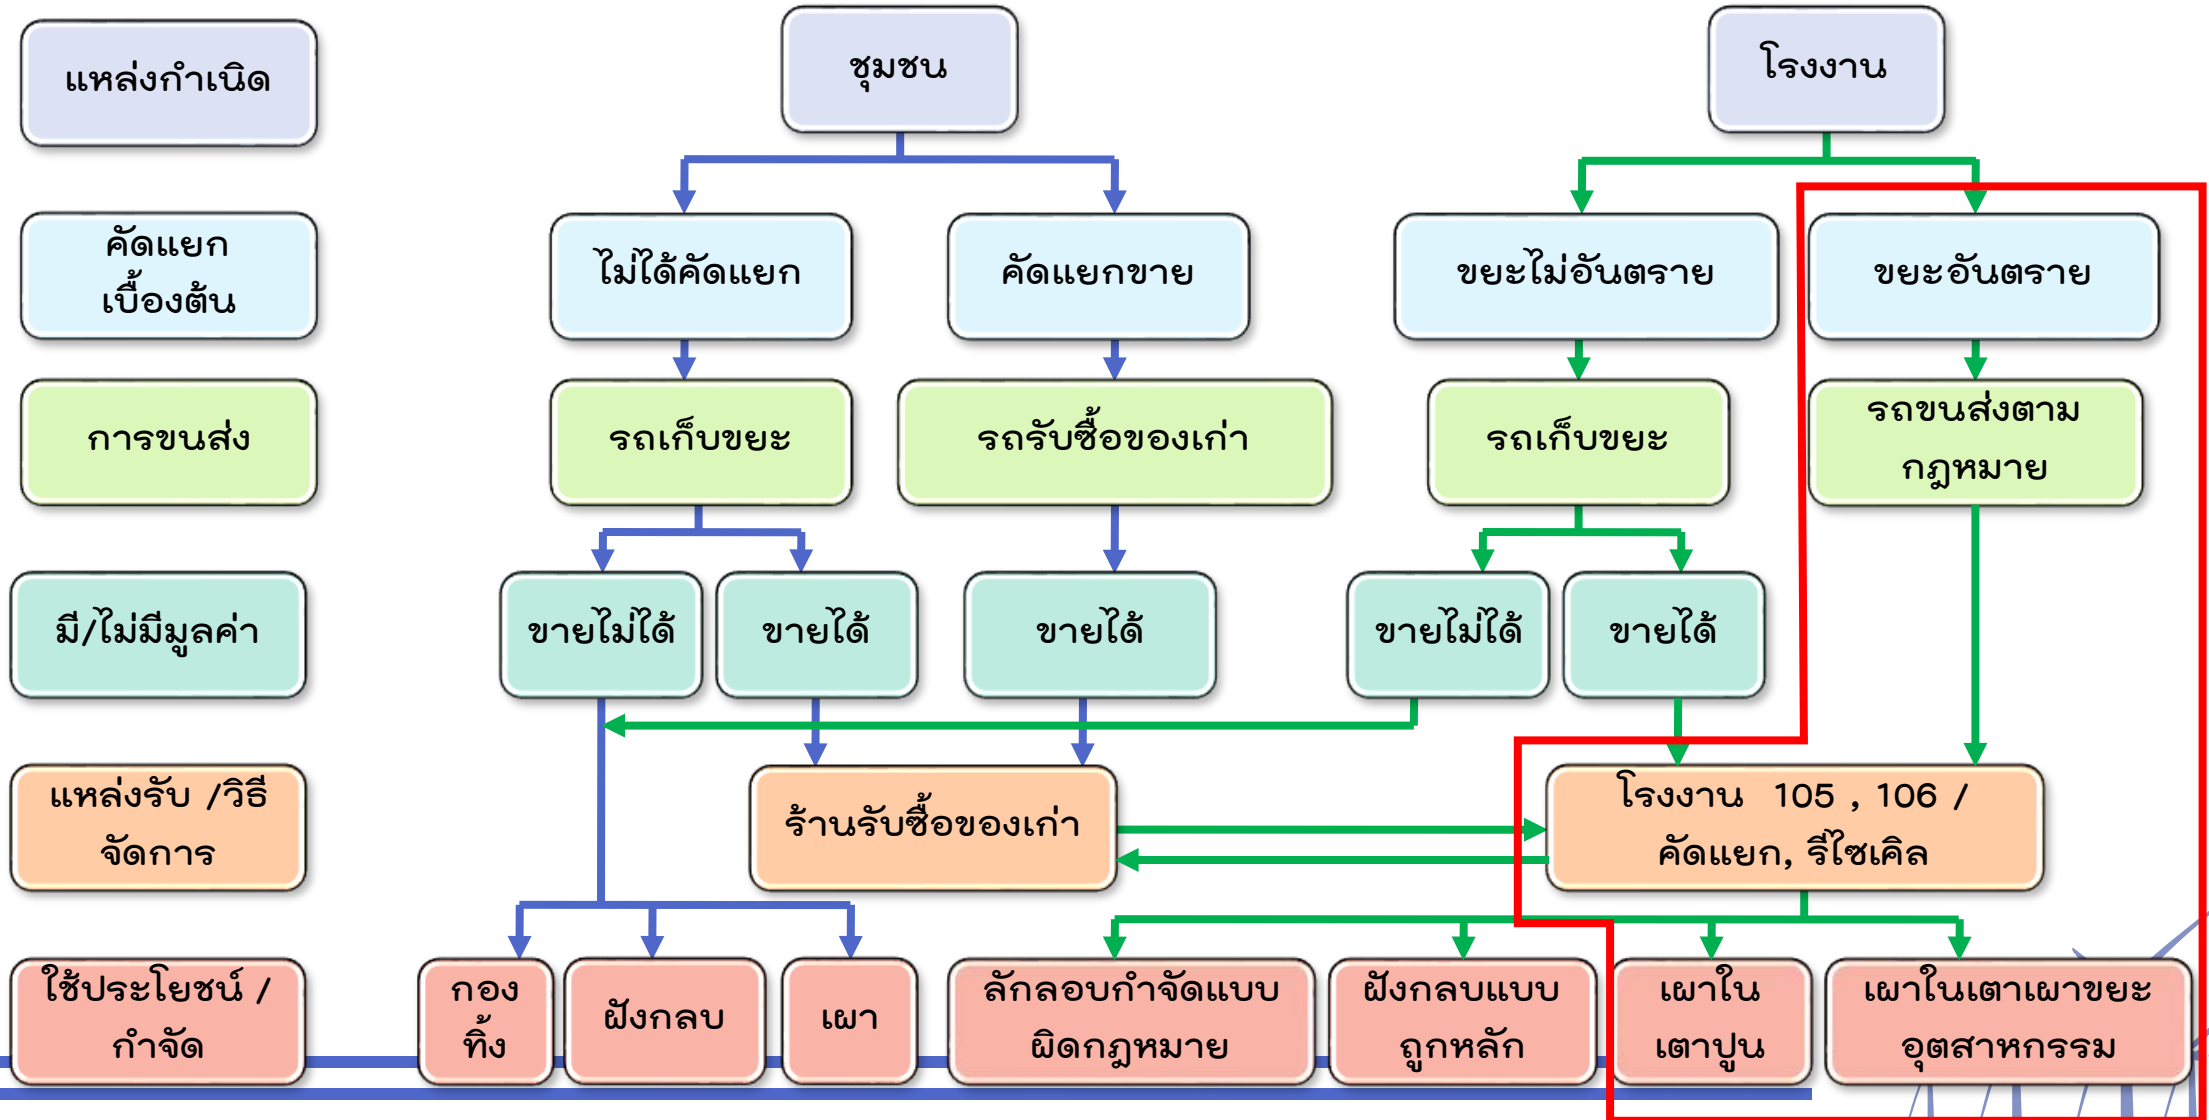 แหล่งกำเนิด
ชุมชน
โรงงาน
คัดแยก
เบื้องต้น
ไม่ได้คัดแยก
คัดแยกขาย
ขยะไม่อันตราย
ขยะอันตราย
การขนส่ง
รถเก็บขยะ
รถรับซื้อของเก่า
รถเก็บขยะ
รถขนส่งตาม
กฎหมาย
มี/ไม่มีมูลค่า
ขายไม่ได้
ขายได้
ขายได้
ขายไม่ได้
ขายได้
แหล่งรับ /วิธี
จัดการ
ร้านรับซื้อของเก่า
โรงงาน 105 , 106 /
คัดแยก, รีไซเคิล
ใช้ประโยชน์ /
กำจัด
กอง
ทิ้ง
ฝังกลบ
เผา
ลักลอบกำจัดแบบ
ผิดกฎหมาย
ฝังกลบแบบ
ถูกหลัก
เผาใน
เตาปูน
เผาในเตาเผาขยะ
อุตสาหกรรม